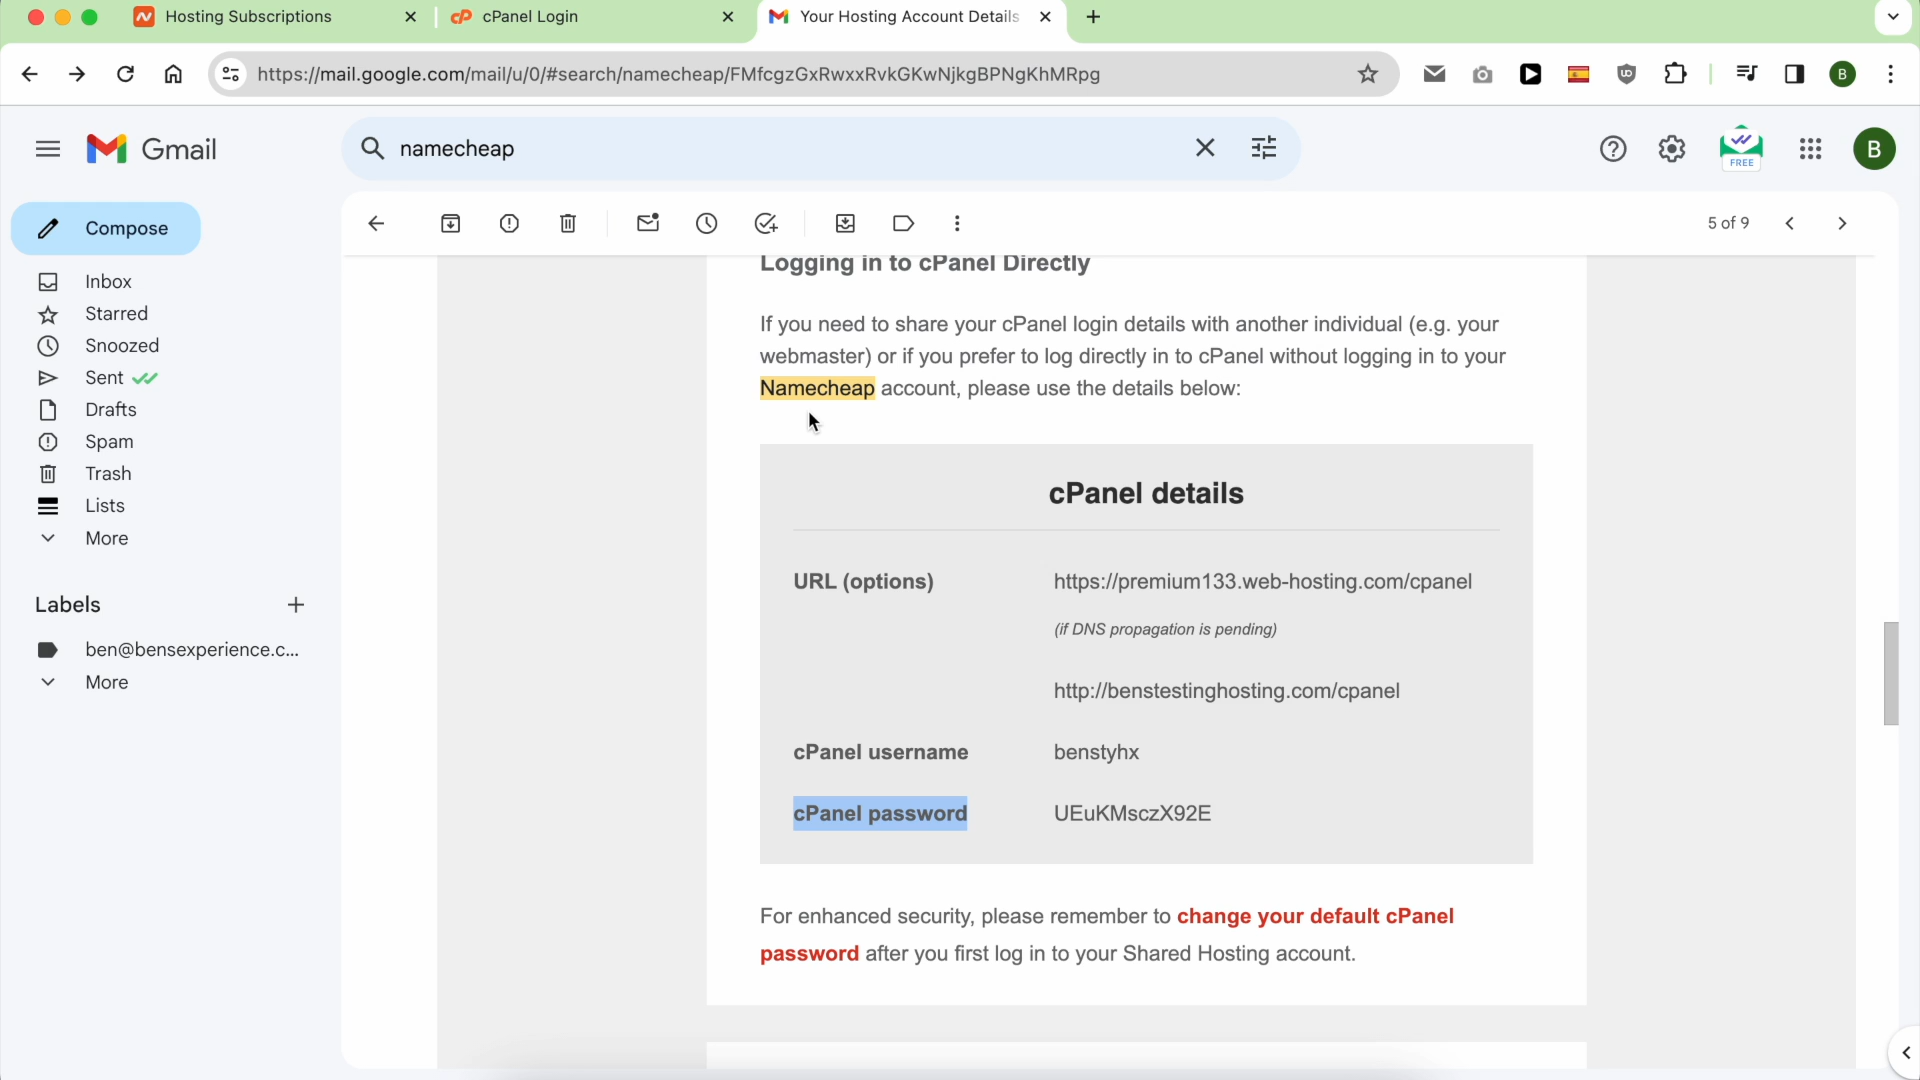 Hosting Subscriptions
cPanel Login
Your Hosting Account Details
https://mail.google.com/mail/u/0/#search/namecheap/FMfcgzGxRwxxRvkGKwNjkgBPNgKhMRpg
B
Gmail
namecheap
FREE
B
Compose
5 of 9
Inbox
Starred
Snoozed
Sent
Drafts
Spam
Trash
Lists
More
Labels
ben@bensexperience.c...
More
Logging in to cPanel Directly
If you need to share your cPanel login details with another individual (e.g. your
webmaster) or if you prefer to log directly in to cPanel without logging in to your
Namecheap account, please use the details below:
cPanel details
URL (options) https://premium133.web-hosting.com/cpanel
(if DNS propagation is pending)
http://benstestinghosting.com/cpanel
cPanel username benstyhx
cPanel password UEuKMsczX92E
For enhanced security, please remember to change your default cPanel
password after you first log in to your Shared Hosting account.